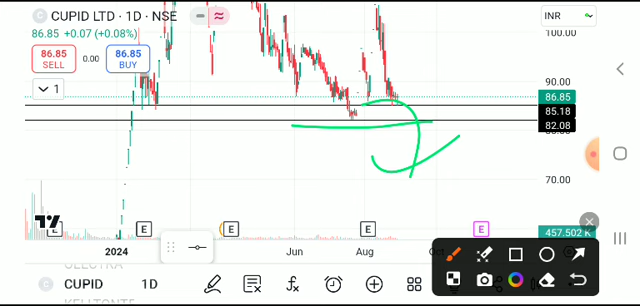 C CUPID LTD · 1D · NSE
INR
100.00
86.85 +0.07 (+0.08%)
86.85 SELL
0.00
86.85 BUY
1
90.00
86.85
85.18
82.08
70.00
457.502 K
E
E
E
E
2024
Jun
Aug
C CUPID 1D